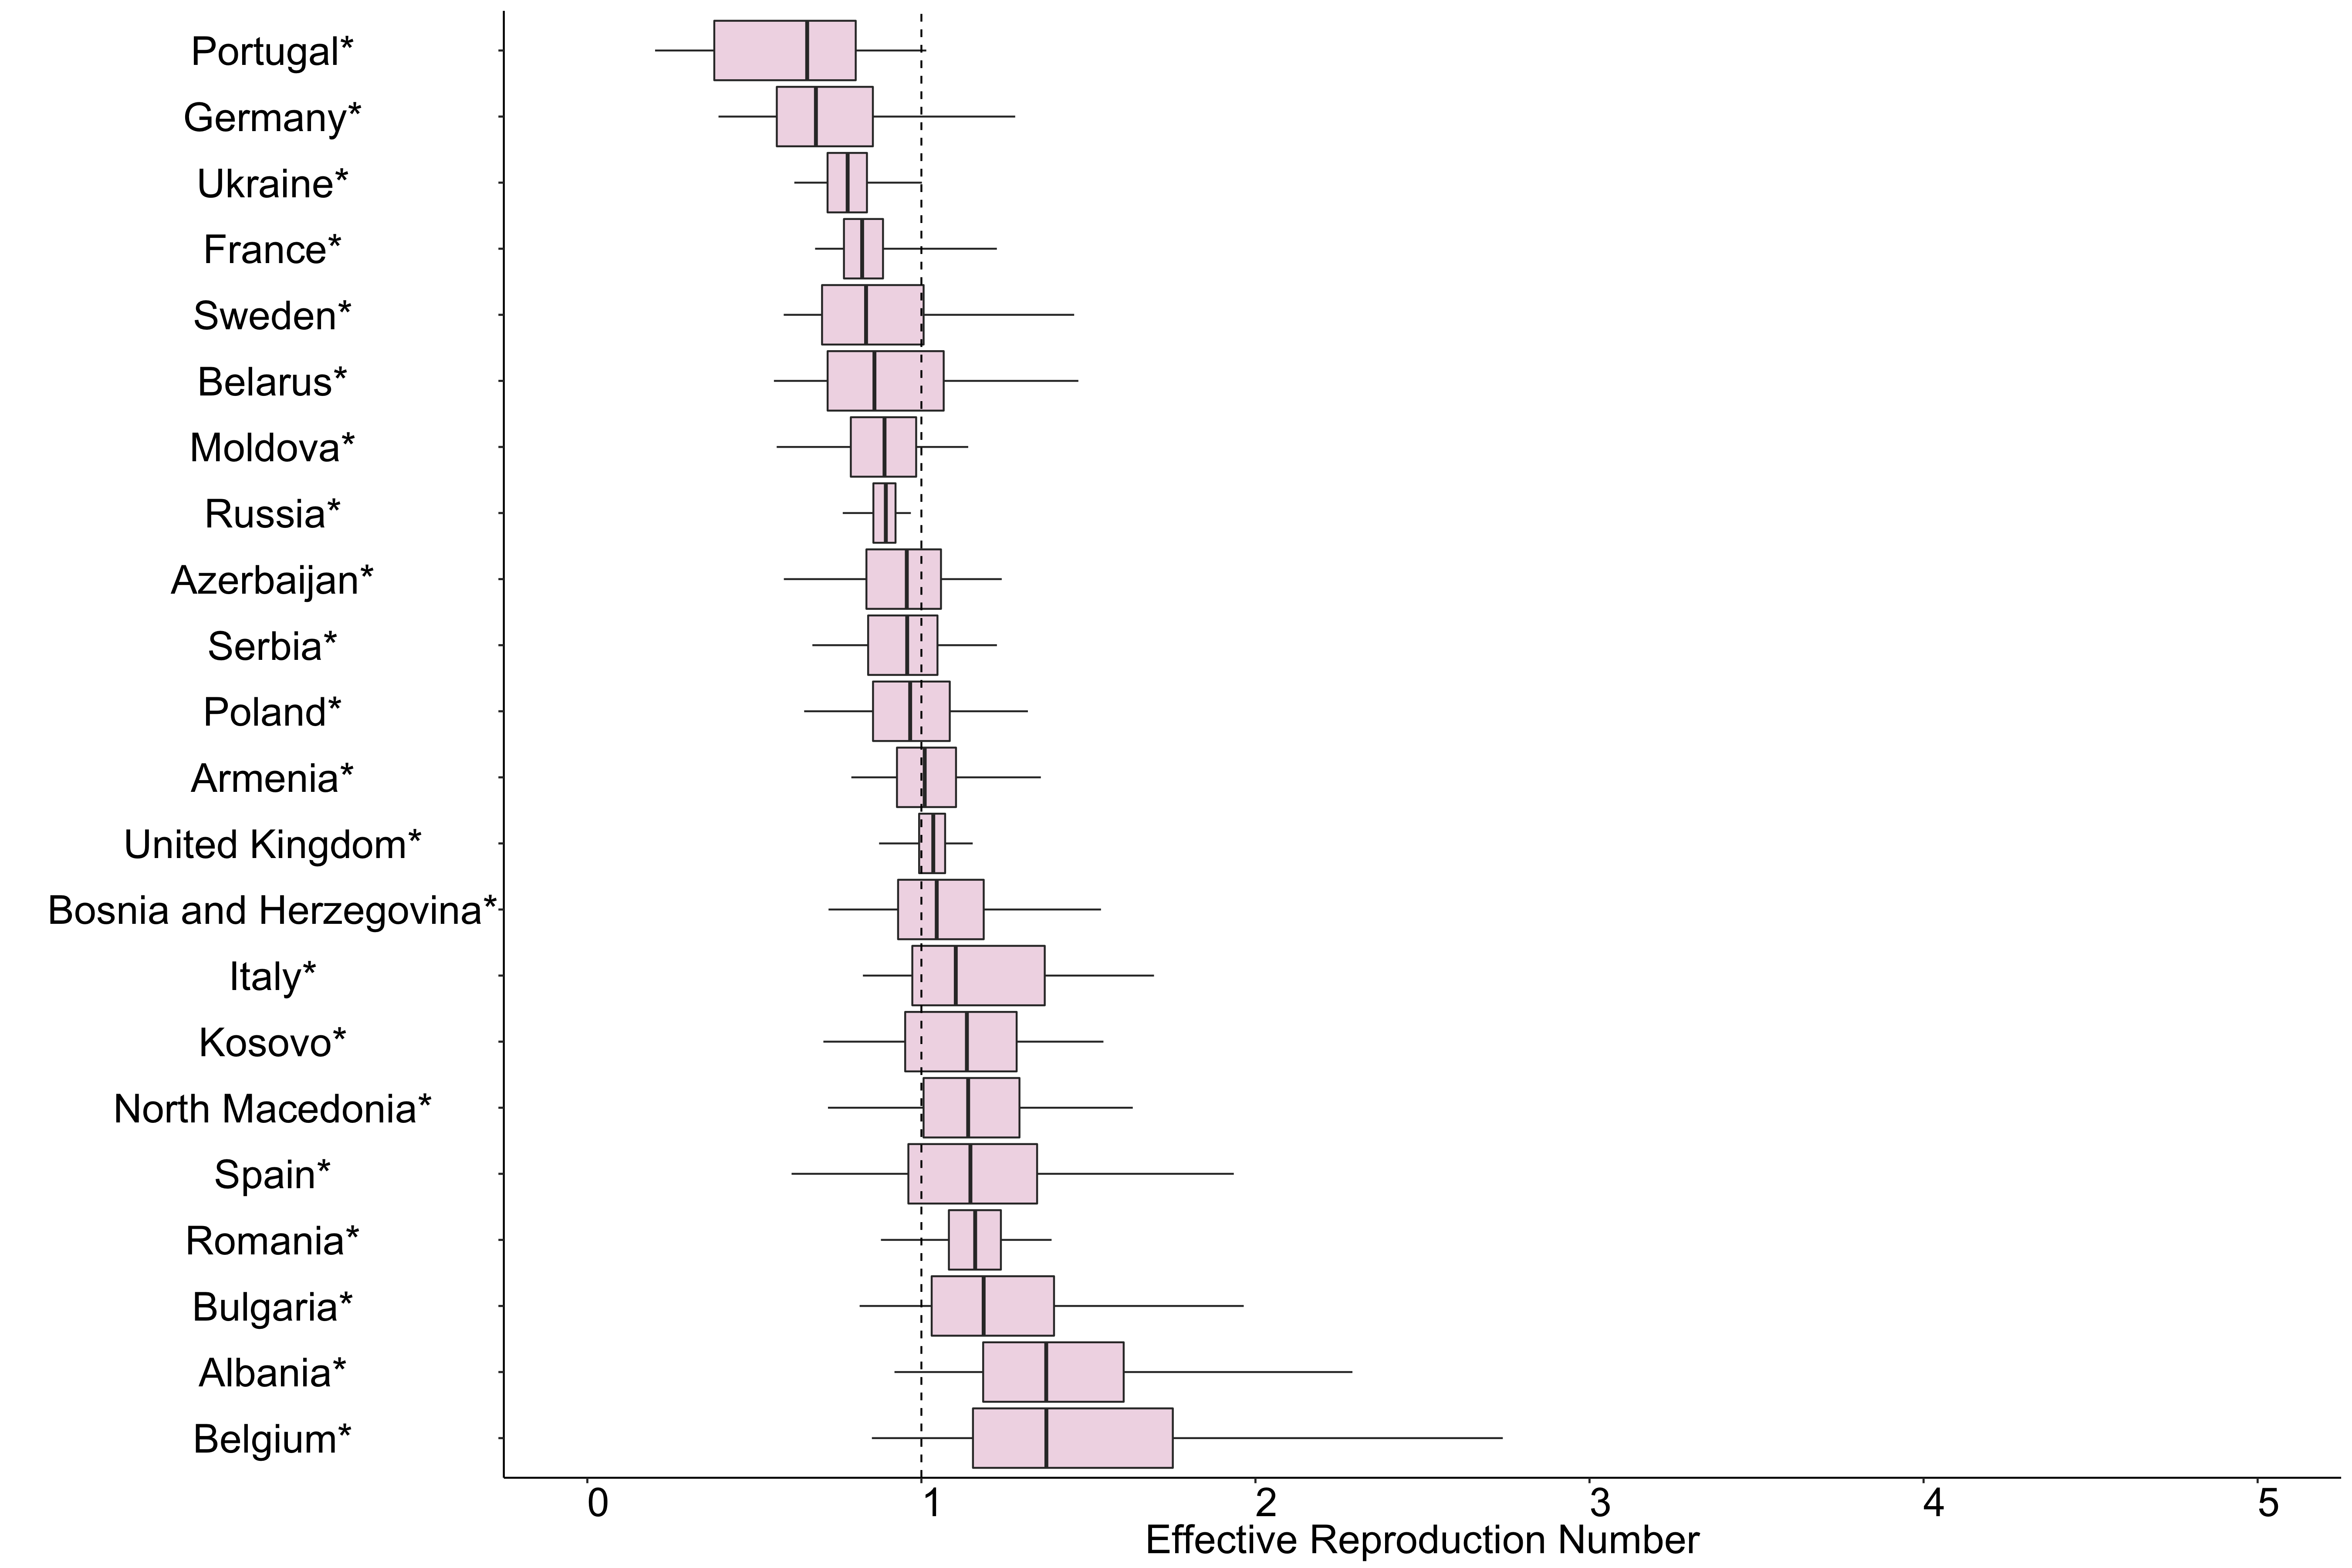 Portugal*
Germany*
Ukraine*
France*
Sweden*
Belarus*
Moldova*
Russia*
Azerbaijan*
Serbia*
Poland*
Armenia*
United Kingdom*
Bosnia and Herzegovina*
Italy*
Kosovo*
North Macedonia*
Spain*
Romania*
Bulgaria*
Albania*
Belgium*
0 1 2 3 4 5
Effective Reproduction Number